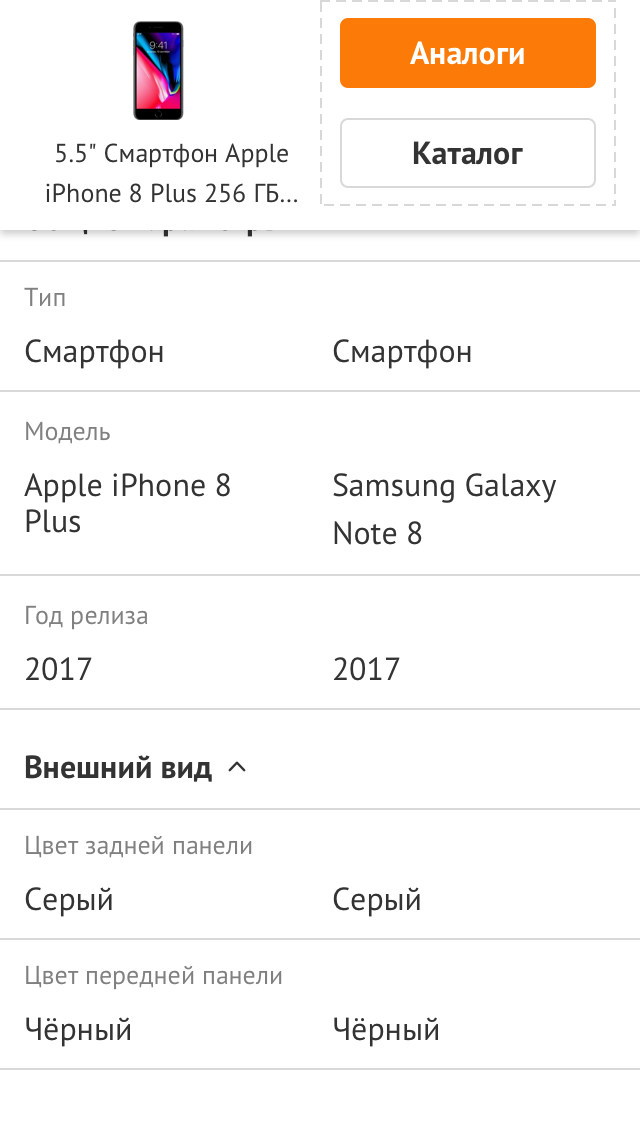 9:41
5.5" Смартфон Apple
iPhone 8 Plus 256 ГБ...
Аналоги
Каталог
Тип
Смартфон
Смартфон
Модель
Apple iPhone 8
Plus
Samsung Galaxy
Note 8
Год релиза
2017
2017
Внешний вид
Цвет задней панели
Серый
Серый
Цвет передней панели
Чёрный
Чёрный